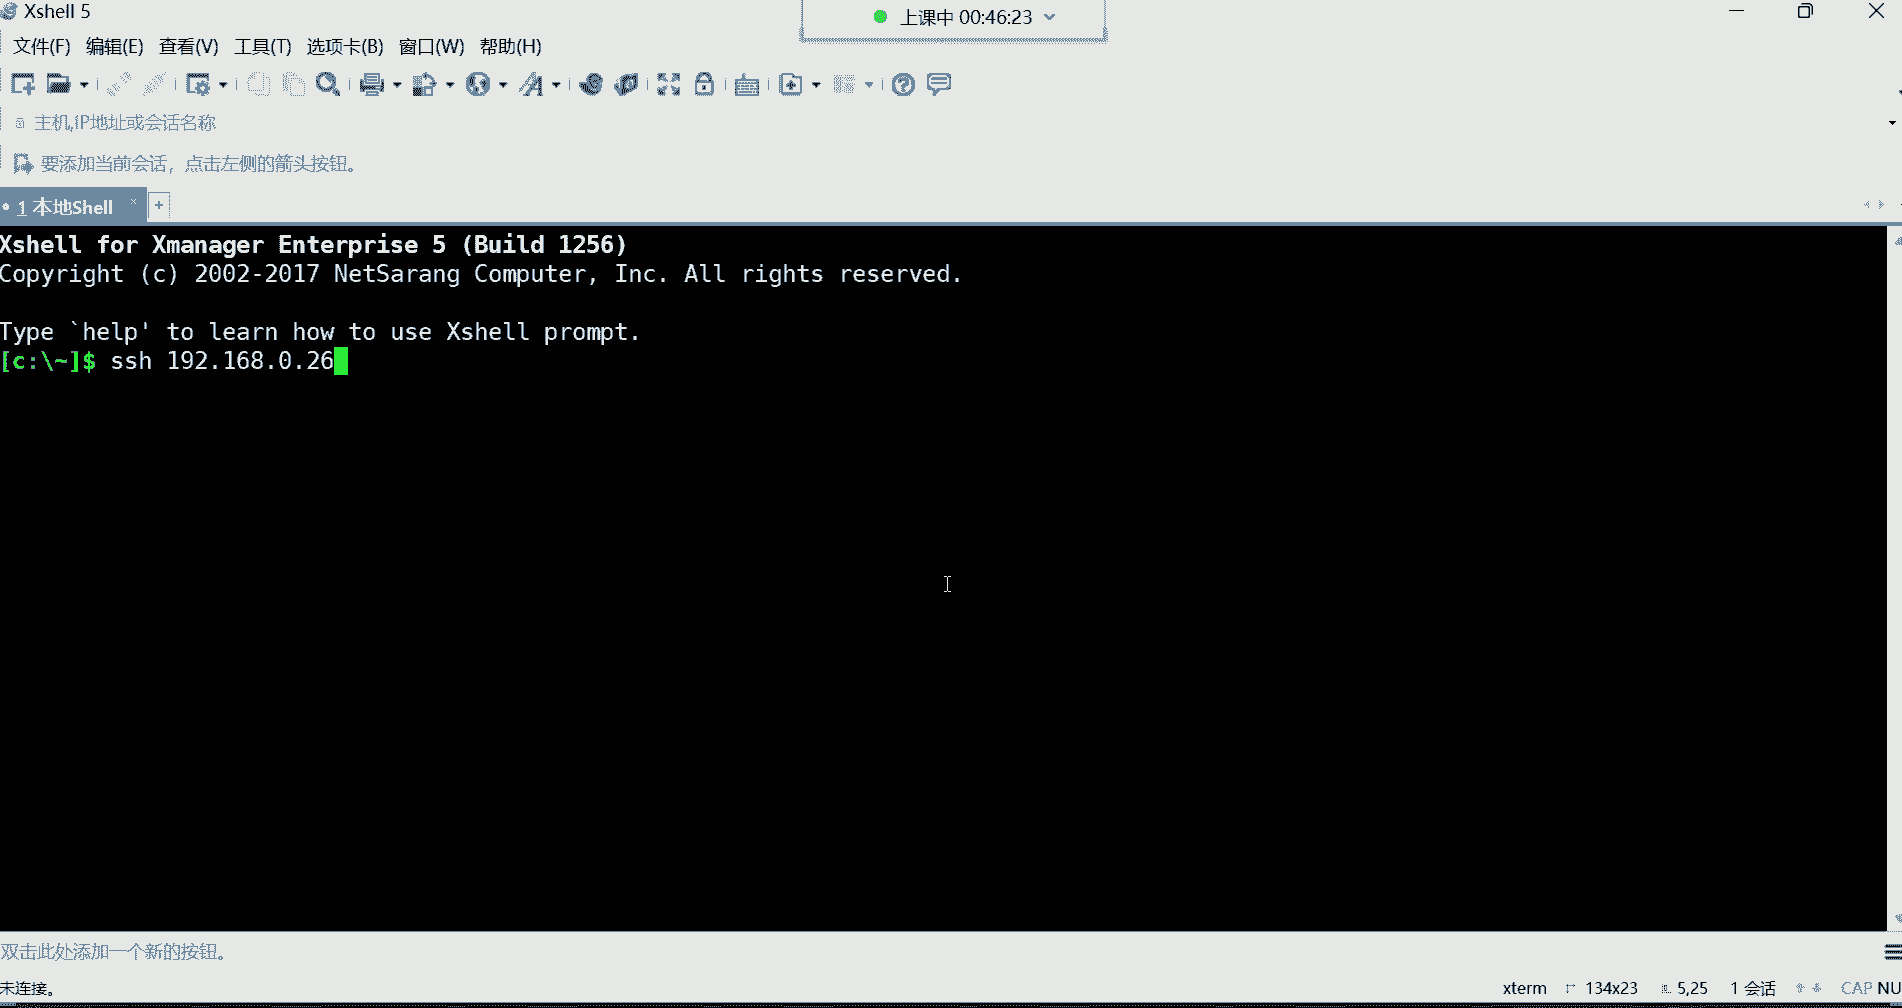 Xshell 5
上课中 00:46:23
文件(F) 编辑(E) 查看(V) 工具(T) 选项卡(B) 窗口(W) 帮助(H)
主机,IP地址或会话名称
要添加当前会话，点击左侧的箭头按钮。
1 本地Shell
Xshell for Xmanager Enterprise 5 (Build 1256)
Copyright (c) 2002-2017 NetSarang Computer, Inc. All rights reserved.
Type `help' to learn how to use Xshell prompt.
[c:\~]$ ssh 192.168.0.26
双击此处添加一个新的按钮。
未连接。 xterm 134x23 5,25 1 会话 CAP NU